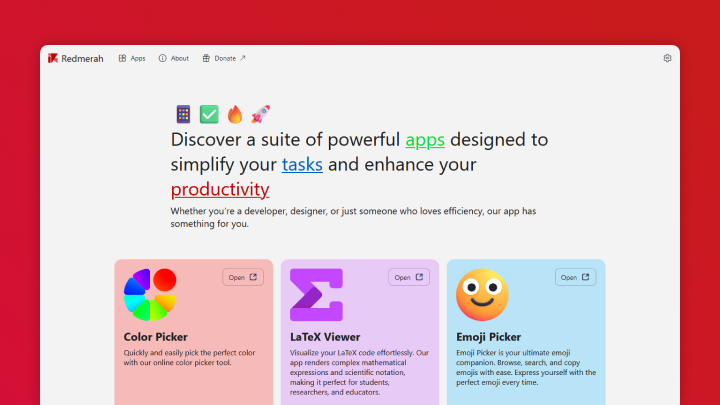 Redmerah Apps About Donate
Discover a suite of powerful apps designed to
simplify your tasks and enhance your
productivity
Whether you're a developer, designer, or just someone who loves efficiency, our app has
something for you.
Open
Color Picker
Quickly and easily pick the perfect color
with our online color picker tool.
Open
LaTeX Viewer
Visualize your LaTeX code effortlessly. Our
app renders complex mathematical
expressions and scientific notation,
making it perfect for students,
researchers, and educators.
Open
Emoji Picker
Emoji Picker is your ultimate emoji
companion. Browse, search, and copy
emojis with ease. Express yourself with the
perfect emoji every time.